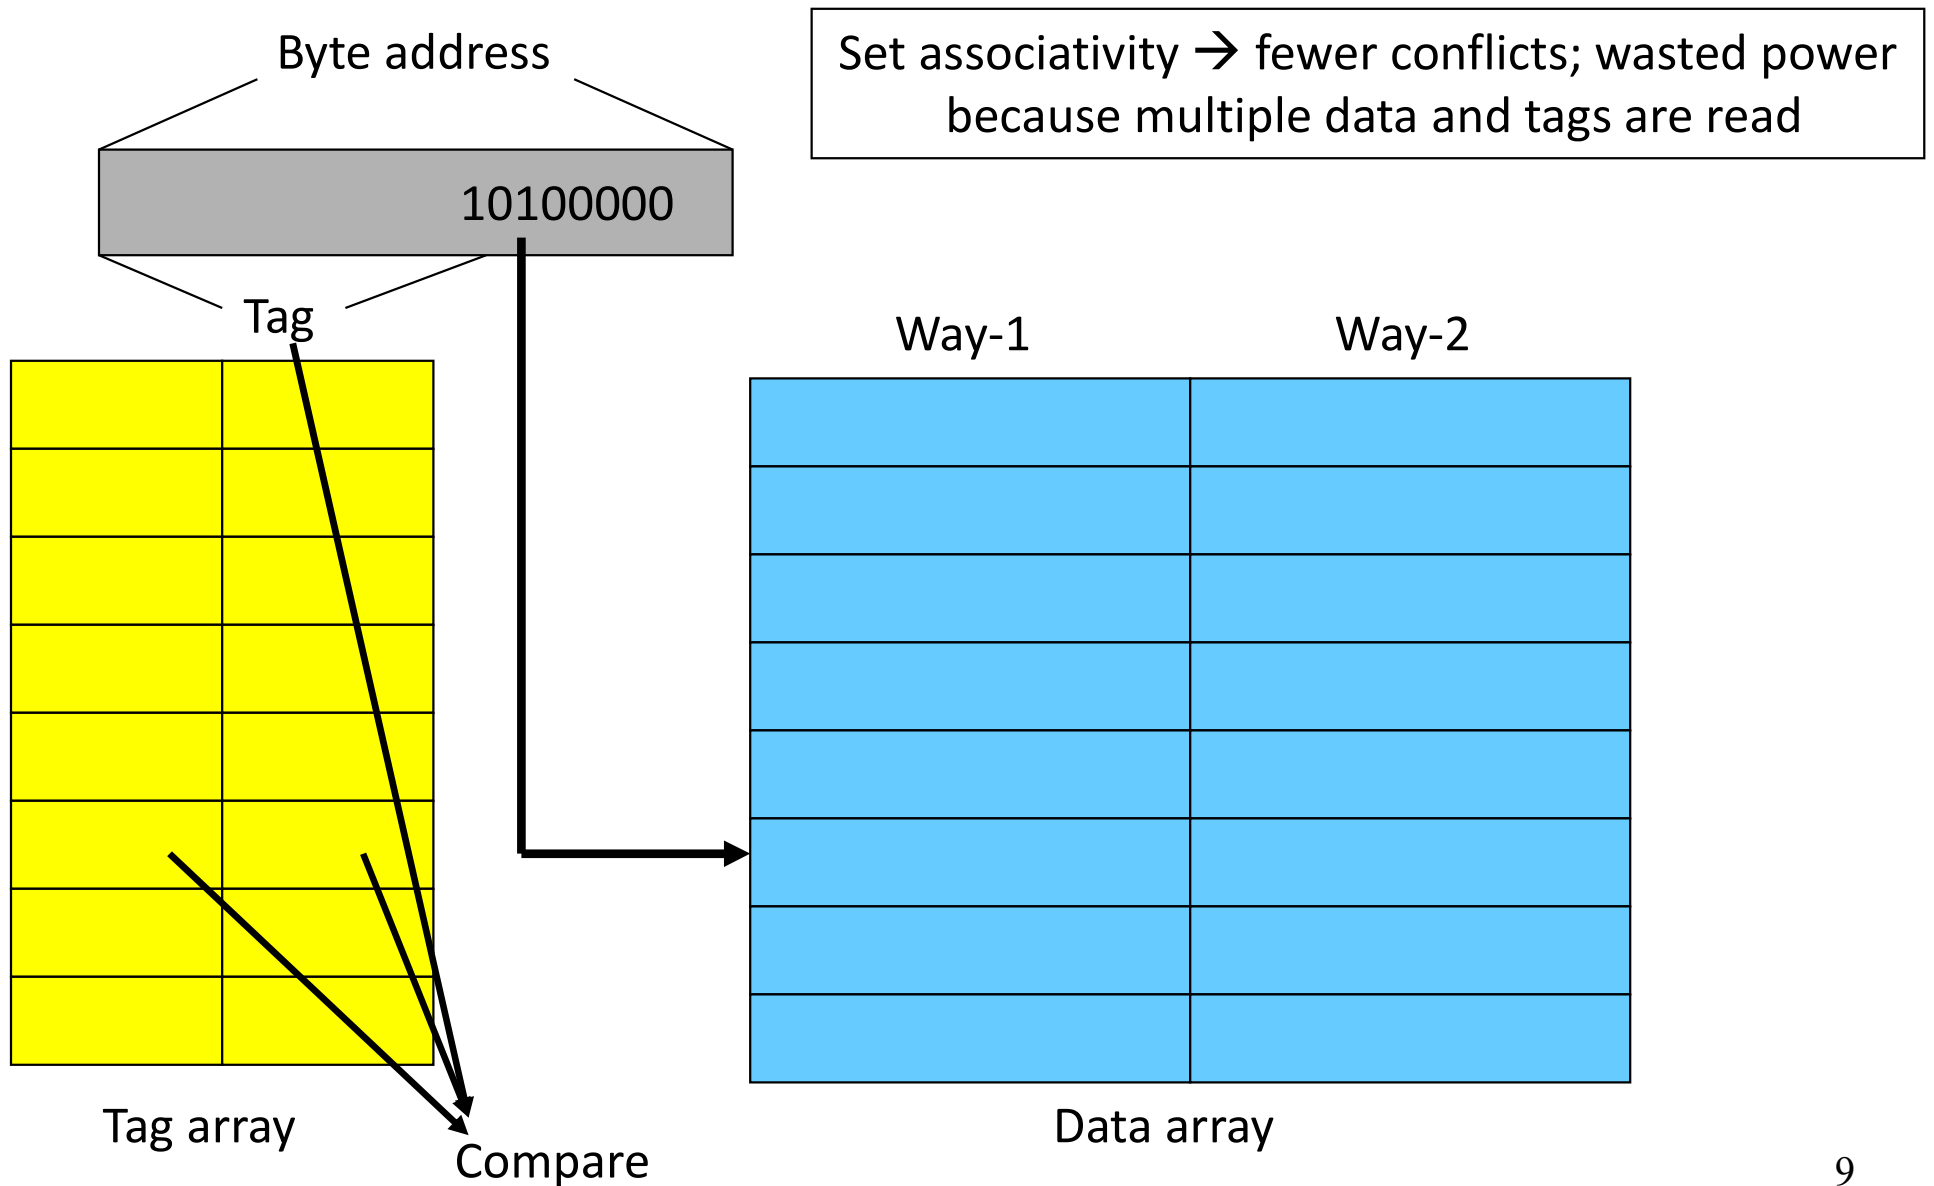 Byte address
Set associativity → fewer conflicts; wasted power
because multiple data and tags are read
10100000
Tag
Way-1
Way-2
Tag array
Data array
Compare
9